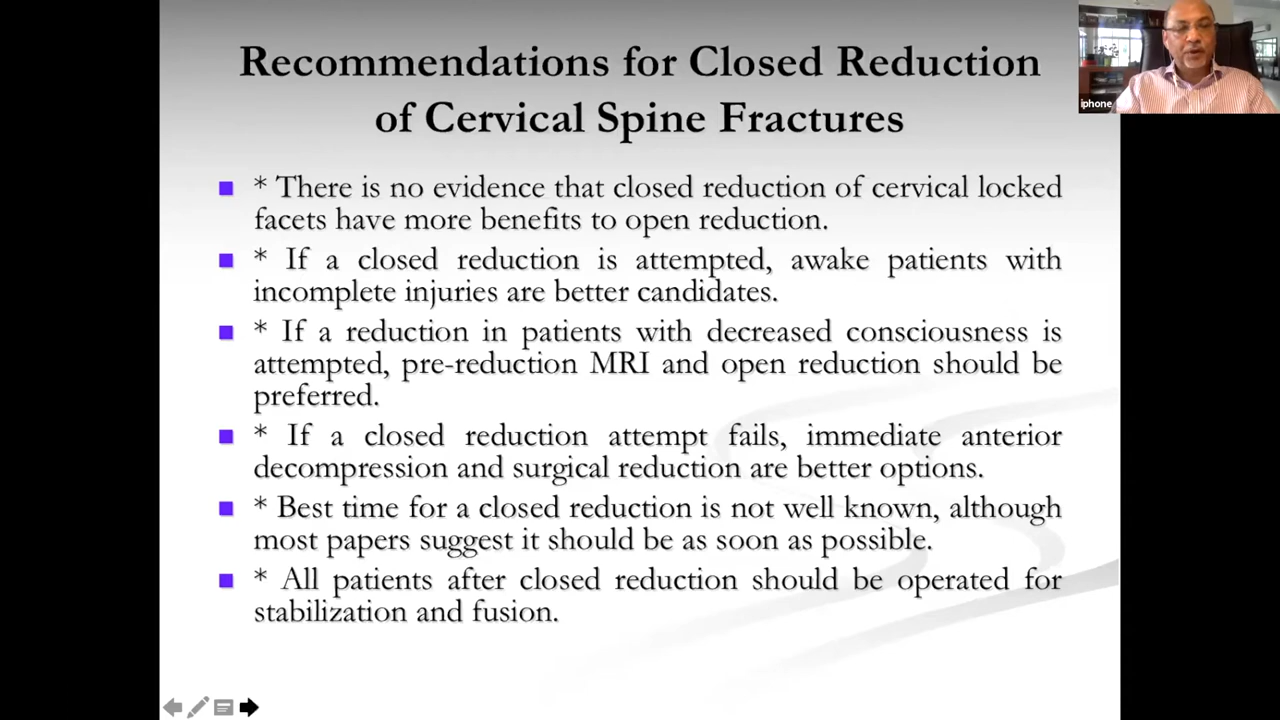 Recommendations for Closed Reduction
of Cervical Spine Fractures
iphone
* There is no evidence that closed reduction of cervical locked
facets have more benefits to open reduction.
* If a closed reduction is attempted, awake patients with
incomplete injuries are better candidates.
* If a reduction in patients with decreased consciousness is
attempted, pre-reduction MRI and open reduction should be
preferred.
* If a closed reduction attempt fails, immediate anterior
decompression and surgical reduction are better options.
* Best time for a closed reduction is not well known, although
most papers suggest it should be as soon as possible.
* All patients after closed reduction should be operated for
stabilization and fusion.